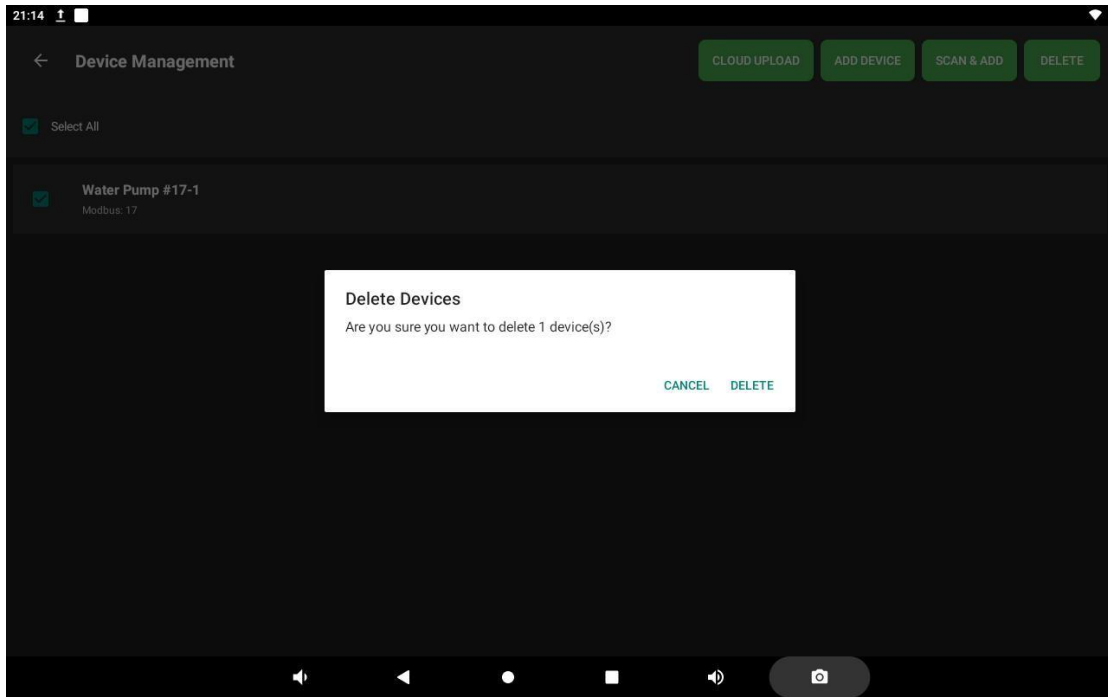 21:14
Device Management
CLOUD UPLOAD
ADD DEVICE
SCAN & ADD
DELETE
Select All
Water Pump #17-1
Modbus: 17
Delete Devices
Are you sure you want to delete 1 device(s)?
CANCEL
DELETE